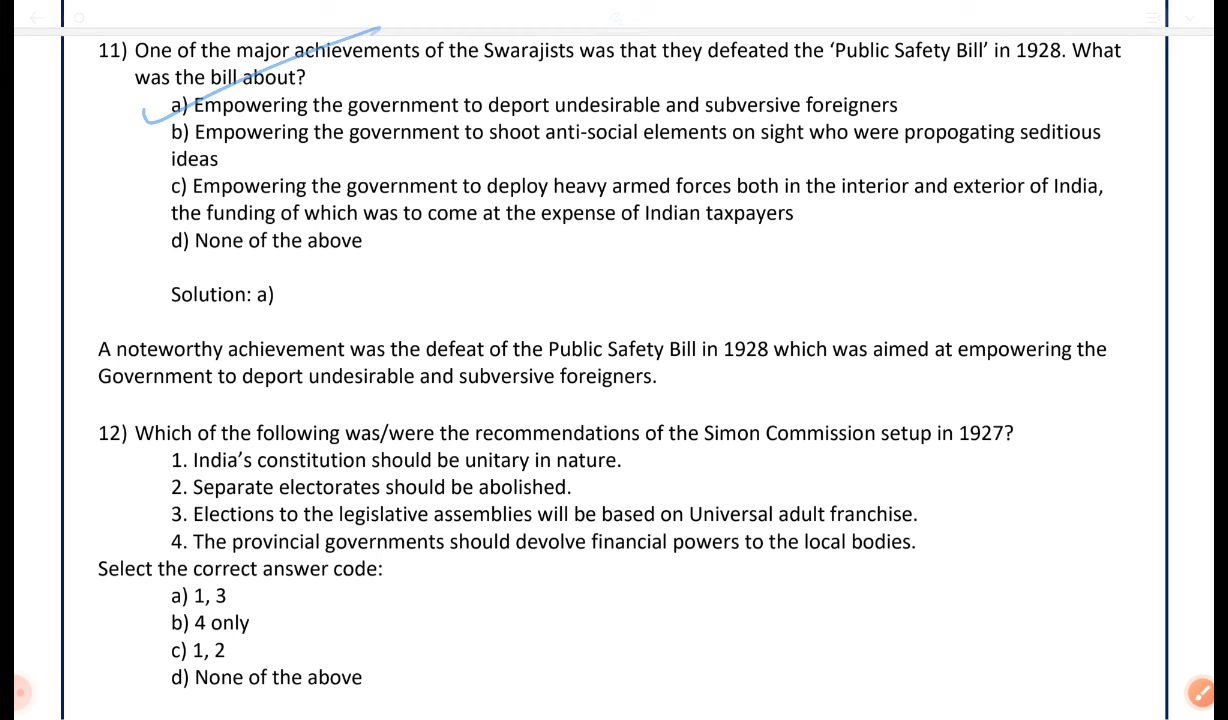 11) One of the major achievements of the Swarajists was that they defeated the ‘Public Safety Bill’ in 1928. What
was the bill about?
a) Empowering the government to deport undesirable and subversive foreigners
b) Empowering the government to shoot anti-social elements on sight who were propogating seditious
ideas
c) Empowering the government to deploy heavy armed forces both in the interior and exterior of India,
the funding of which was to come at the expense of Indian taxpayers
d) None of the above
Solution: a)
A noteworthy achievement was the defeat of the Public Safety Bill in 1928 which was aimed at empowering the
Government to deport undesirable and subversive foreigners.
12) Which of the following was/were the recommendations of the Simon Commission setup in 1927?
1. India’s constitution should be unitary in nature.
2. Separate electorates should be abolished.
3. Elections to the legislative assemblies will be based on Universal adult franchise.
4. The provincial governments should devolve financial powers to the local bodies.
Select the correct answer code:
a) 1, 3
b) 4 only
c) 1, 2
d) None of the above